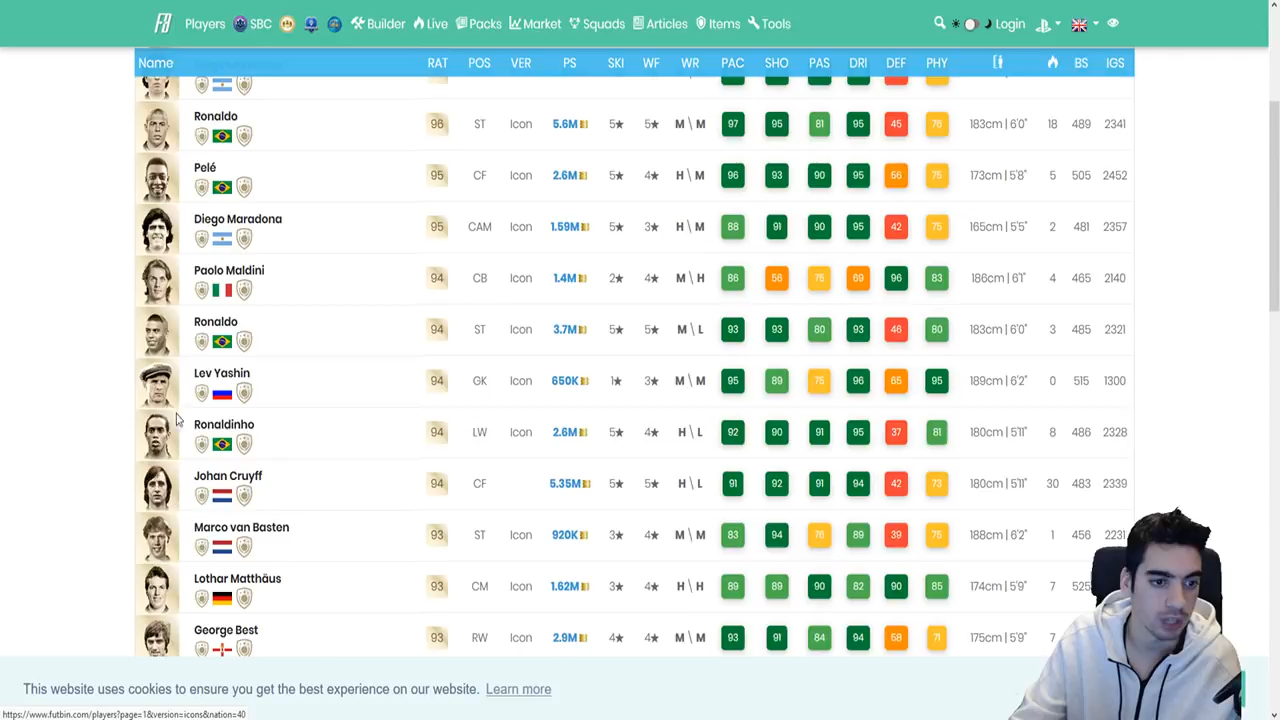 FB Players SBC Builder Live Packs Market Squads Articles Items Tools Login
Name RAT POS VER PS SKI WF WR PAC SHO PAS DRI DEF PHY BS IGS
Ronaldo 96 ST Icon 5.6M 5★ 5★ M \ M 97 95 81 95 45 76 183cm | 6'0" 18 489 2341
Pelé 95 CF Icon 2.6M 5★ 4★ H \ M 96 93 90 95 56 75 173cm | 5'8" 5 505 2452
Diego Maradona 95 CAM Icon 1.59M 5★ 3★ H \ M 88 91 90 95 42 75 165cm | 5'5" 2 481 2357
Paolo Maldini 94 CB Icon 1.4M 2★ 4★ M \ H 86 56 75 69 96 83 186cm | 6'1" 4 465 2140
Ronaldo 94 ST Icon 3.7M 5★ 5★ M \ L 93 93 80 93 46 80 183cm | 6'0" 3 485 2321
Lev Yashin 94 GK Icon 650K 1★ 3★ M \ M 95 89 75 96 65 95 189cm | 6'2" 0 515 1300
Ronaldinho 94 LW Icon 2.6M 5★ 4★ H \ L 92 90 91 95 37 81 180cm | 5'11" 8 486 2328
Johan Cruyff 94 CF Icon 5.35M 5★ 5★ H \ L 91 92 91 94 42 73 180cm | 5'11" 30 483 2339
Marco van Basten 93 ST Icon 920K 3★ 4★ M \ M 83 94 76 89 39 75 188cm | 6'2" 1 456 2231
Lothar Matthäus 93 CM Icon 1.62M 3★ 4★ H \ H 89 89 90 82 90 85 174cm | 5'9" 7 525
George Best 93 RW Icon 2.9M 4★ 4★ M \ M 93 91 84 94 58 71 175cm | 5'9" 7
This website uses cookies to ensure you get the best experience on our website. Learn more
https://www.futbin.com/players?page=1&version=icons&nation=40